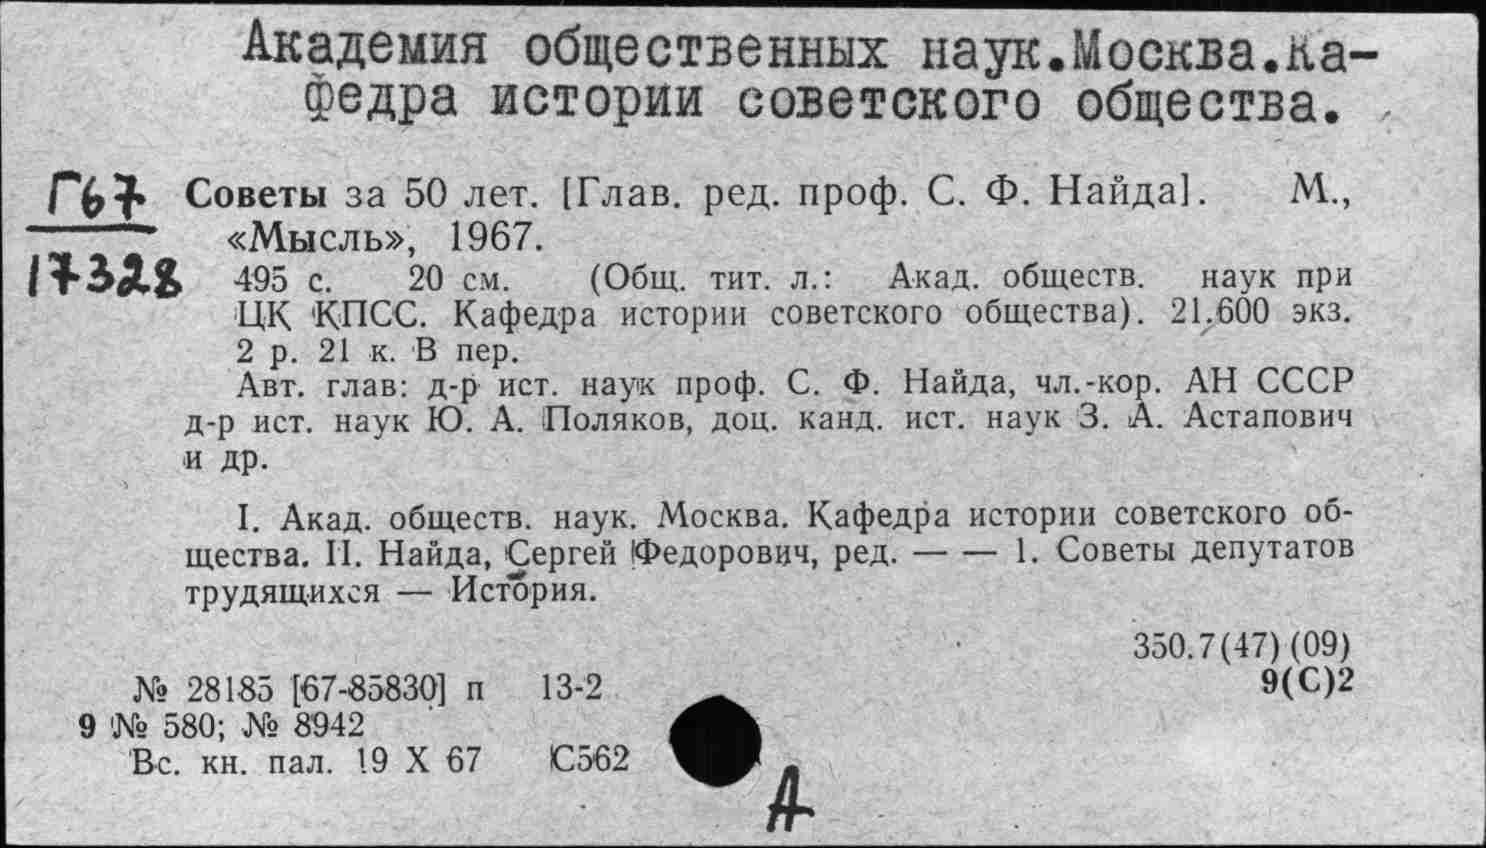 Академия общественных наук.Москва.Ка-
федра истории советского общества.
Г67
17328
Советы за 50 лет. [Глав. ред. проф. С. Ф. Найда]. М.,
«Мысль», 1967.
495 с. 20 см. (Общ. тит. л.: Акад. обществ. наук при
ЦК КПСС. Кафедра истории советского общества). 21.600 экз.
2 р. 21 к. В пер.
Авт. глав: д-р ист. наук проф. С. Ф. Найда, чл.-кор. АН СССР
д-р ист. наук Ю. А. Поляков, доц. канд. ист. наук З. А. Астапович
и др.
I. Акад. обществ. наук. Москва. Кафедра истории советского об-
щества. II. Найда, Сергей Федорович, ред. — — 1. Советы депутатов
трудящихся — История.
350.7(47)(09)
9(С)2
№ 28185 [67-85830] п 13-2
9 № 580; № 8942
Вс. кн. пал. 19 X 67 С562
А